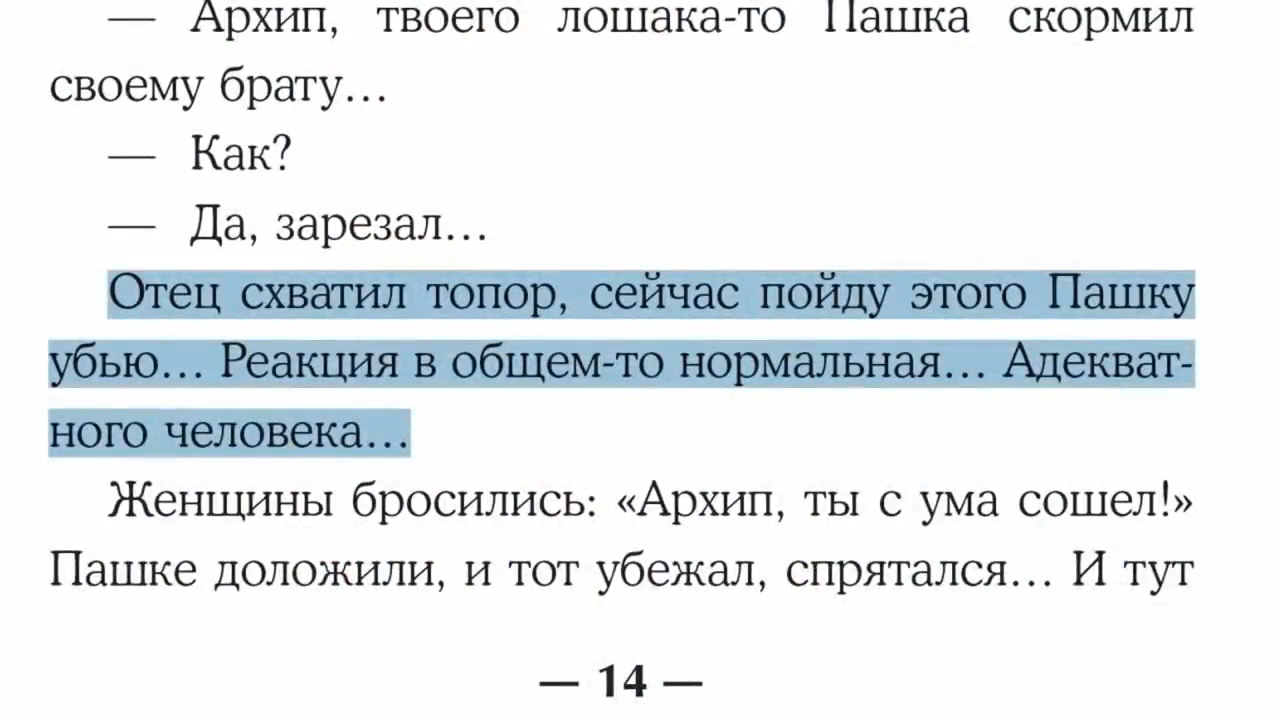 — Архип, твоего лошака-то Пашка скормил
своему брату...
— Как?
— Да, зарезал...
Отец схватил топор, сейчас пойду этого Пашку
убью... Реакция в общем-то нормальная... Адекват-
ного человека...
Женщины бросились: «Архип, ты с ума сошел!»
Пашке доложили, и тот убежал, спрятался... И тут
— 14 —